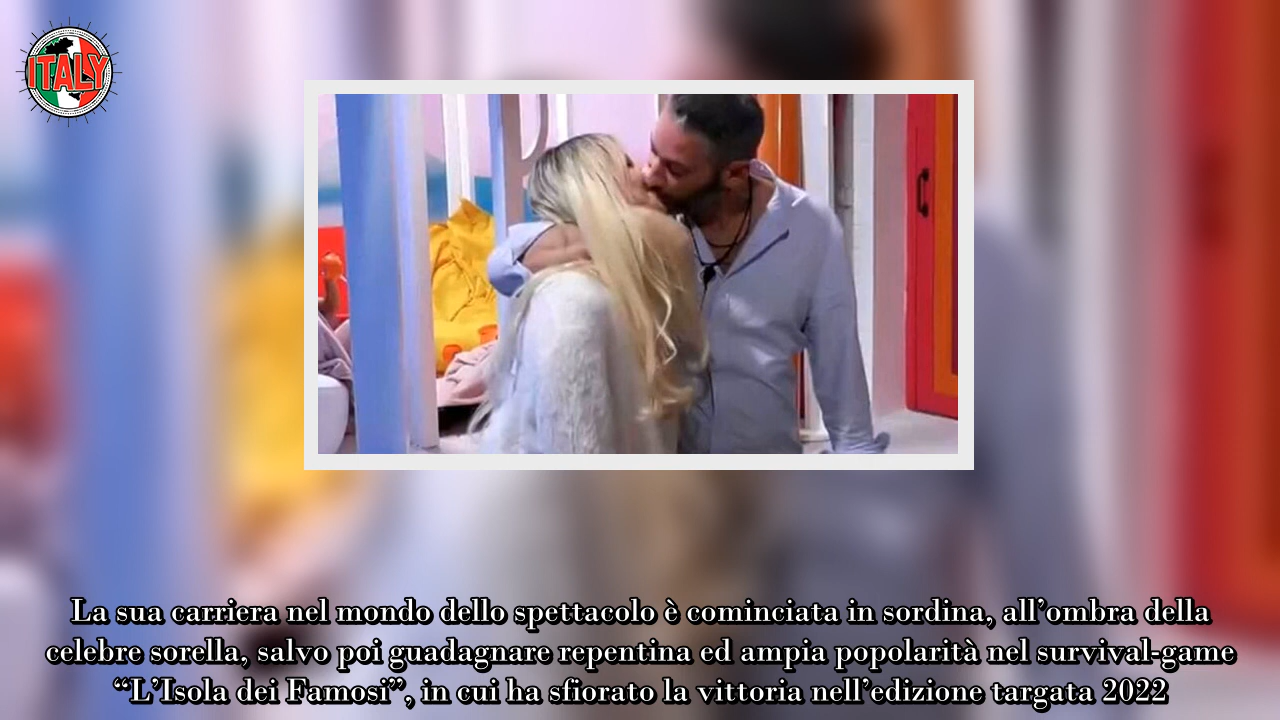 ITALY
La sua carriera nel mondo dello spettacolo è cominciata in sordina, all’ombra della
celebre sorella, salvo poi guadagnare repentina ed ampia popolarità nel survival-game
“L’Isola dei Famosi”, in cui ha sfiorato la vittoria nell’edizione targata 2022